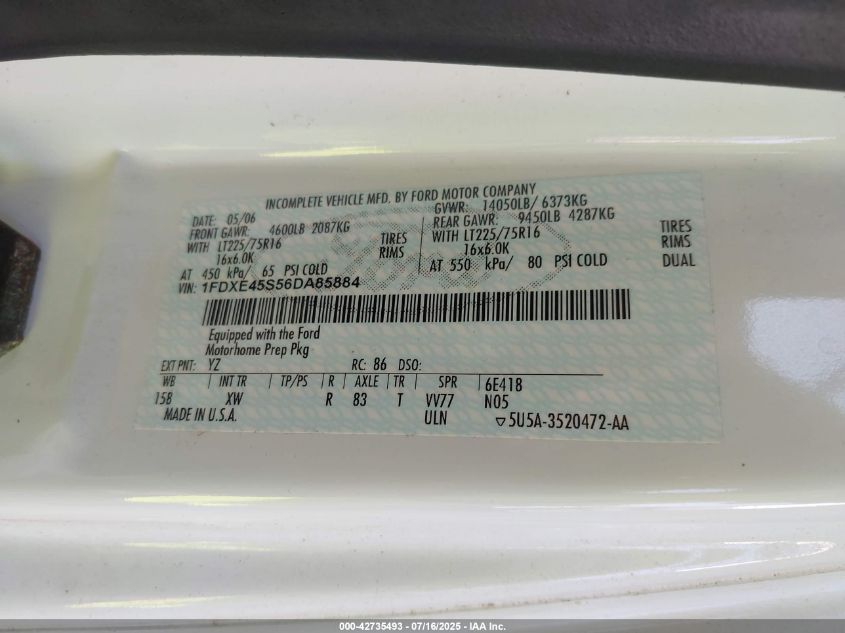 INCOMPLETE VEHICLE MFD. BY FORD MOTOR COMPANY
DATE: 05/06
GVWR: 14050LB/ 6373KG
FRONT GAWR: 4600LB 2087KG
REAR GAWR: 9450LB 4287KG
WITH LT225/75R16 TIRES
WITH LT225/75R16 TIRES
16x6.0K RIMS
16x6.0K RIMS
AT 450 kPa/ 65 PSI COLD
AT 550 kPa/ 80 PSI COLD DUAL
VIN: 1FDXE45S56DA85884
Equipped with the Ford
Motorhome Prep Pkg
EXT PNT: YZ RC: 86 DSO:
WB | INT TR | TP/PS | R | AXLE | TR | SPR | 6E418
15B XW R 83 T VV77 N05
MADE IN U.S.A. ULN ▽5U5A-3520472-AA
000-42735493 - 07/16/2025 - IAA Inc.